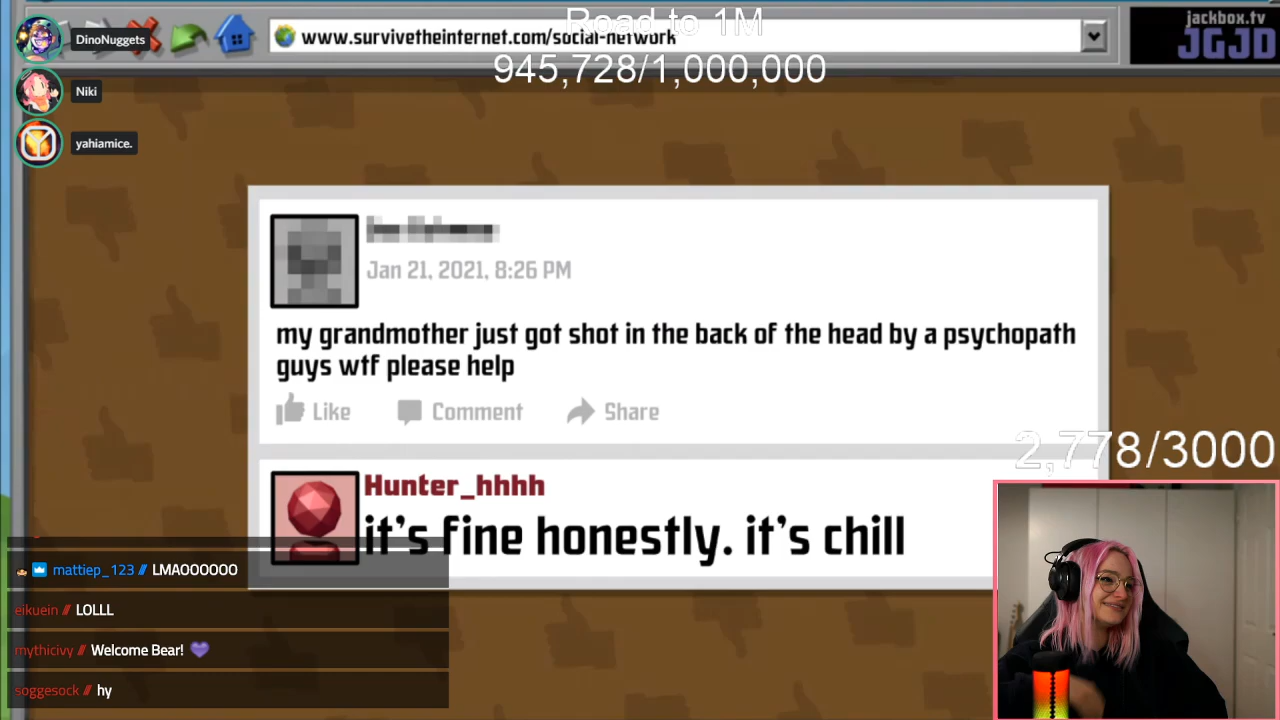 DinoNuggets
Niki
yahiamice.
www.survivetheinternet.com/social-network
Road to 1M
945,728/1,000,000
jackbox.tv
JGJD
Jan 21, 2021, 8:26 PM
my grandmother just got shot in the back of the head by a psychopath
guys wtf please help
Like Comment Share
2,778/3000
Hunter_hhhh
it's fine honestly. it's chill
mattiep_123 // LMAOOOOOO
eikuein // LOLLL
mythicivy // Welcome Bear! 💜
soggesock // hy